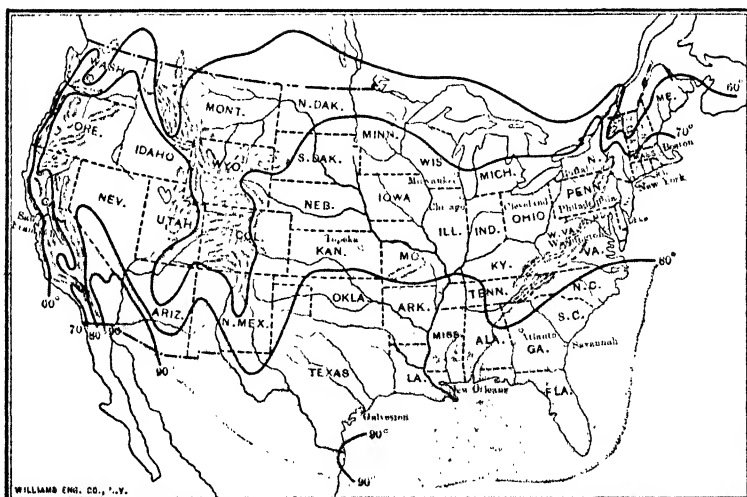 WASH.
MONT.
N.DAK.
MINN.
ME.
60°
ORE.
IDAHO
WYO.
S.DAK.
WIS.
MICH.
N.
70°
Boston
New York
NEV.
UTAH
NEB.
IOWA
Milwaukee
Chicago
ILL.
IND.
Cleveland
OHIO
PENN.
Philadelphia
W.VA.
Washington
VA.
San
C
COL.
Topeka
KAN.
MO.
KY.
80°
60°
ARIZ.
N.MEX.
OKLA.
ARK.
TENN.
N.C.
S.C.
70
80
90
90
TEXAS
LA.
MISS.
ALA.
Atlanta
GA.
Savannah
New Orleans
FLA.
Galveston
90°
90°
WILLIAMS ENG. CO., N.Y.